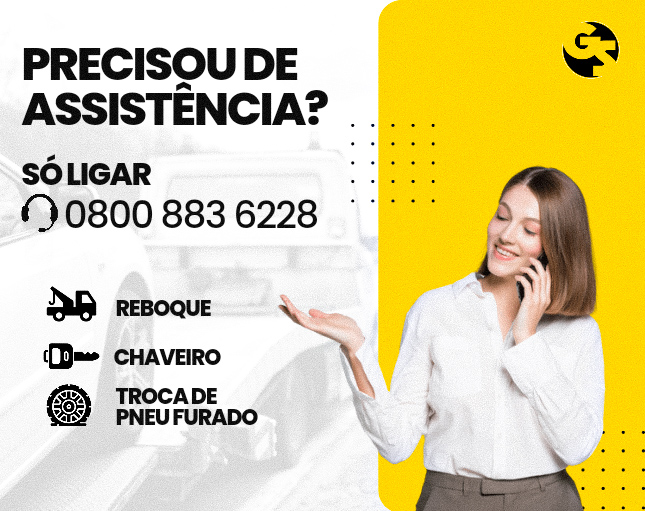 PRECISOU DE
ASSISTÊNCIA?
SÓ LIGAR
0800 883 6228
REBOQUE
CHAVEIRO
TROCA DE
PNEU FURADO